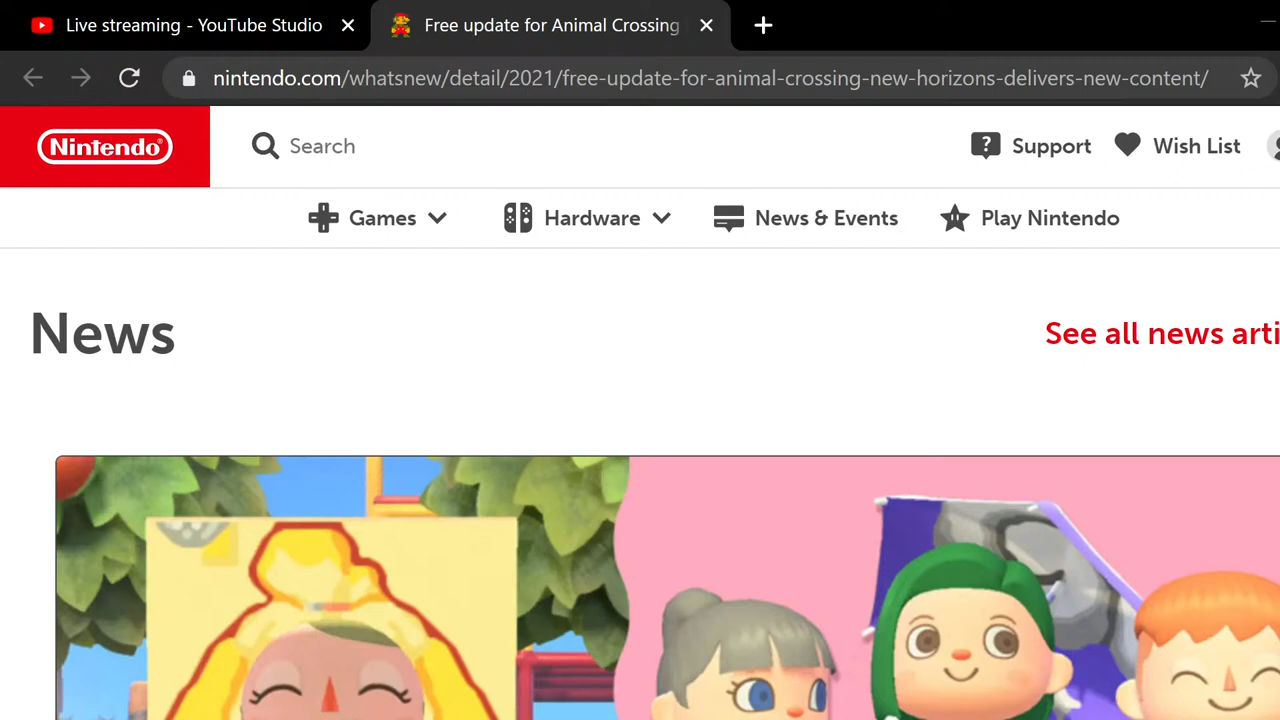 Live streaming - YouTube Studio
Free update for Animal Crossing
nintendo.com/whatsnew/detail/2021/free-update-for-animal-crossing-new-horizons-delivers-new-content/
Nintendo
Search
Support
Wish List
Games
Hardware
News & Events
Play Nintendo
News
See all news arti